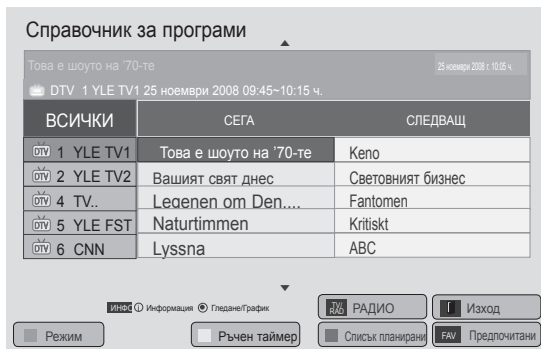 Справочник за програми
Това е шоуто на '70-те 25 ноември 2008 г. 10:05 ч.
DTV 1 YLE TV1 25 ноември 2008 09:45~10:15 ч.
ВСИЧКИ СЕГА СЛЕДВАЩ
DTV 1 YLE TV1 Това е шоуто на '70-те Keno
DTV 2 YLE TV2 Вашият свят днес Световният бизнес
DTV 4 TV.. Legenen om Den.... Fantomen
DTV 5 YLE FST Naturtimmen Kritiskt
DTV 6 CNN Lyssna ABC
ИНФО Информация Гледане/График TV/RAD РАДИО Изход
Режим Ръчен таймер Списък планирани FAV Предпочитани